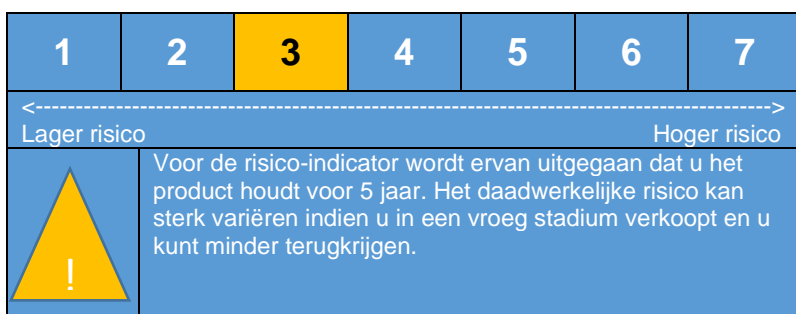 1 2 3 4 5 6 7
<-------------------------------------------------------------------------------------------->
Lager risico Hoger risico
Voor de risico-indicator wordt ervan uitgegaan dat u het
product houdt voor 5 jaar. Het daadwerkelijke risico kan
sterk variëren indien u in een vroeg stadium verkoopt en u
kunt minder terugkrijgen.
!